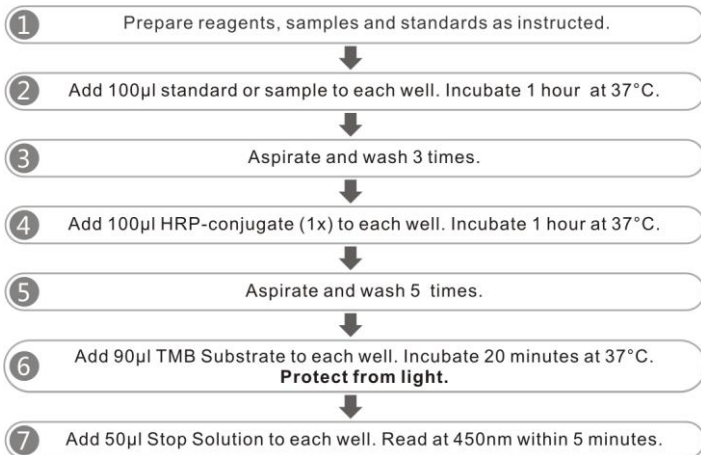 1 Prepare reagents, samples and standards as instructed.
2 Add 100µl standard or sample to each well. Incubate 1 hour at 37°C.
3 Aspirate and wash 3 times.
4 Add 100µl HRP-conjugate (1x) to each well. Incubate 1 hour at 37°C.
5 Aspirate and wash 5 times.
6 Add 90µl TMB Substrate to each well. Incubate 20 minutes at 37°C.
Protect from light.
7 Add 50µl Stop Solution to each well. Read at 450nm within 5 minutes.